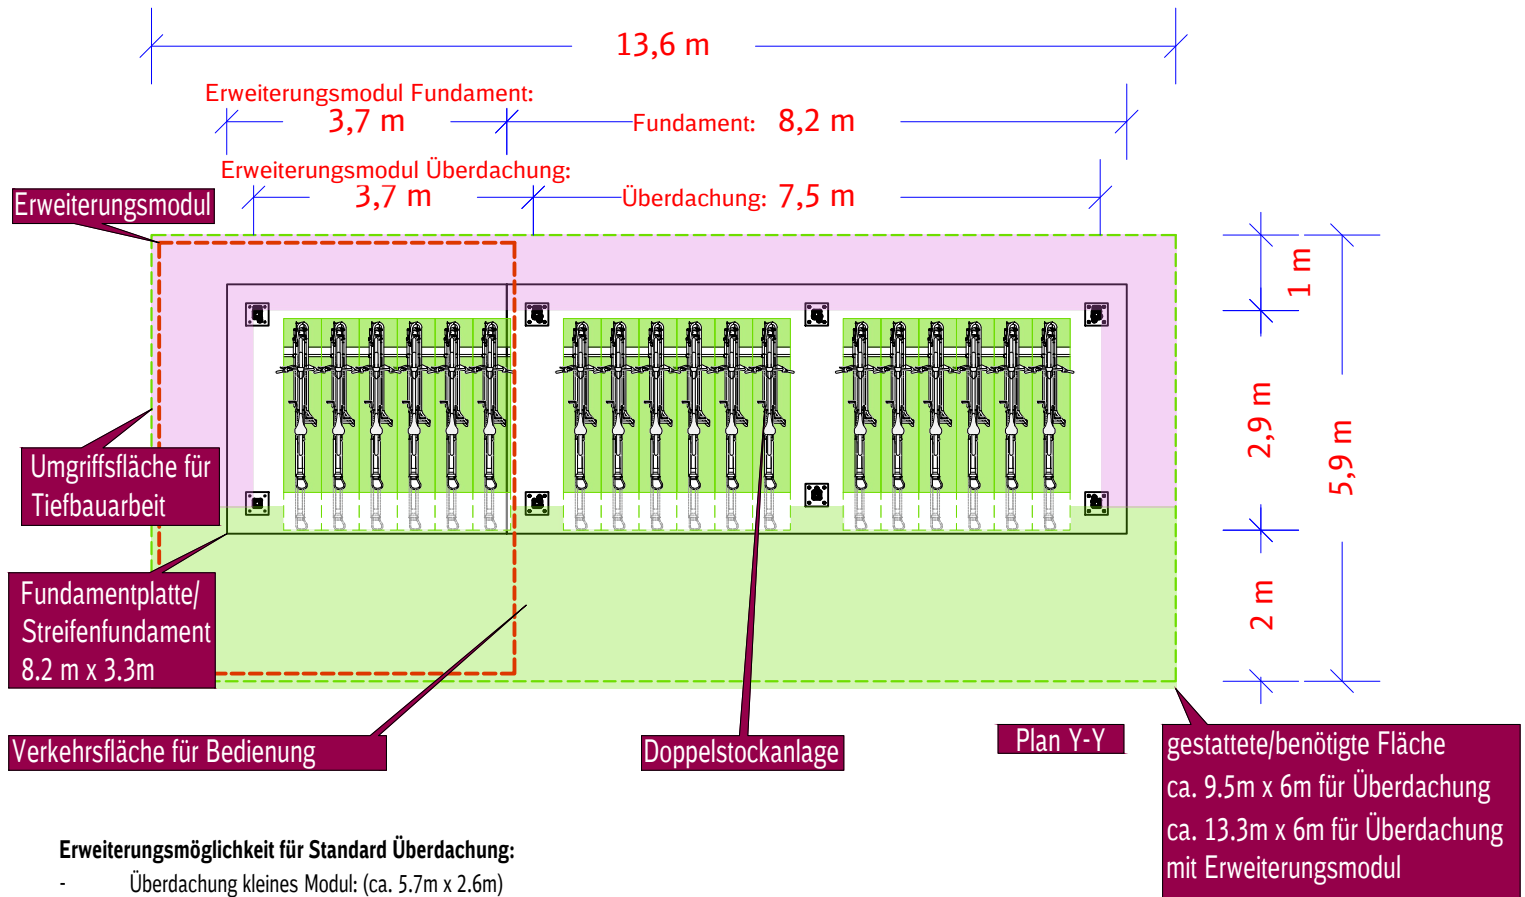 13,6 m
Erweiterungsmodul Fundament:
3,7 m
Fundament: 8,2 m
Erweiterungsmodul Überdachung:
3,7 m
Überdachung: 7,5 m
Erweiterungsmodul
1 m
2,9 m
5,9 m
2 m
Umgriffsfläche für
Tiefbauarbeit
Fundamentplatte/
Streifenfundament
8.2 m x 3.3m
Verkehrsfläche für Bedienung
Doppelstockanlage
Plan Y-Y
gestattete/benötigte Fläche
ca. 9.5m x 6m für Überdachung
ca. 13.3m x 6m für Überdachung
mit Erweiterungsmodul
Erweiterungsmöglichkeit für Standard Überdachung:
- Überdachung kleines Modul: (ca. 5.7m x 2.6m)